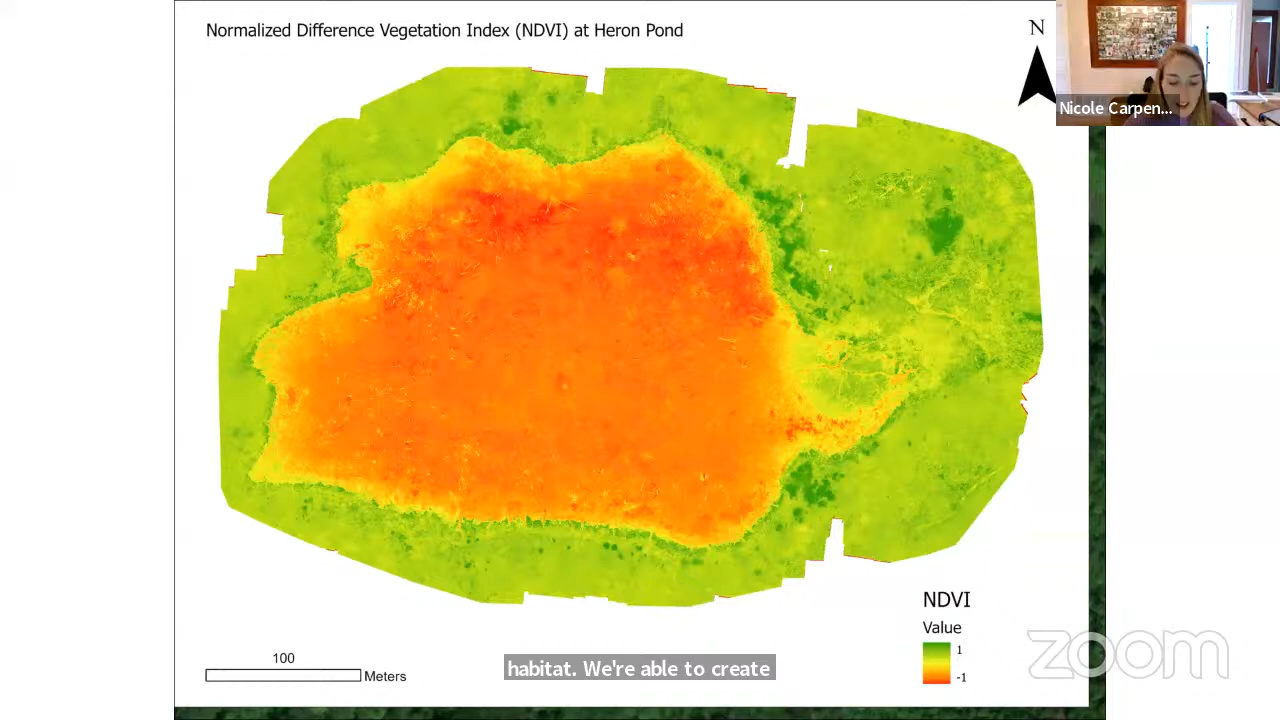 Normalized Difference Vegetation Index (NDVI) at Heron Pond
N
Nicole Carpen...
NDVI
Value
1
-1
zoom
100
Meters
habitat. We're able to create